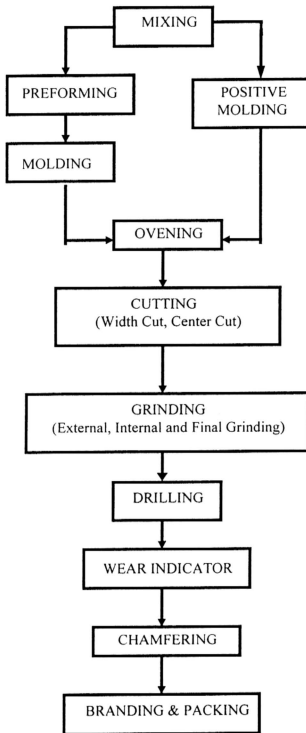 MIXING
PREFORMING
POSITIVE
MOLDING
MOLDING
OVENING
CUTTING
(Width Cut, Center Cut)
GRINDING
(External, Internal and Final Grinding)
DRILLING
WEAR INDICATOR
CHAMFERING
BRANDING & PACKING